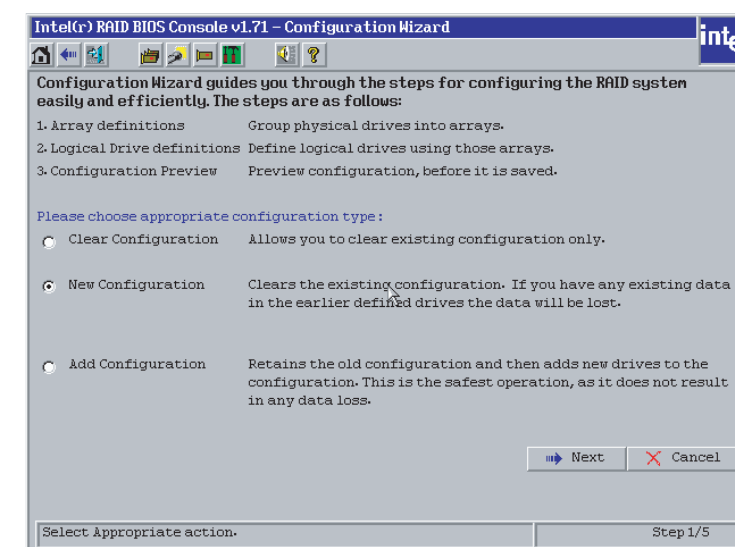 Intel(r) RAID BIOS Console v1.71 – Configuration Wizard
Configuration Wizard guides you through the steps for configuring the RAID system
easily and efficiently. The steps are as follows:
1. Array definitions Group physical drives into arrays.
2. Logical Drive definitions Define logical drives using those arrays.
3. Configuration Preview Preview configuration, before it is saved.
Please choose appropriate configuration type:
Clear Configuration Allows you to clear existing configuration only.
New Configuration Clears the existing configuration. If you have any existing data
in the earlier defined drives the data will be lost.
Add Configuration Retains the old configuration and then adds new drives to the
configuration. This is the safest operation, as it does not result
in any data loss.
Next Cancel
Select Appropriate action. Step 1/5